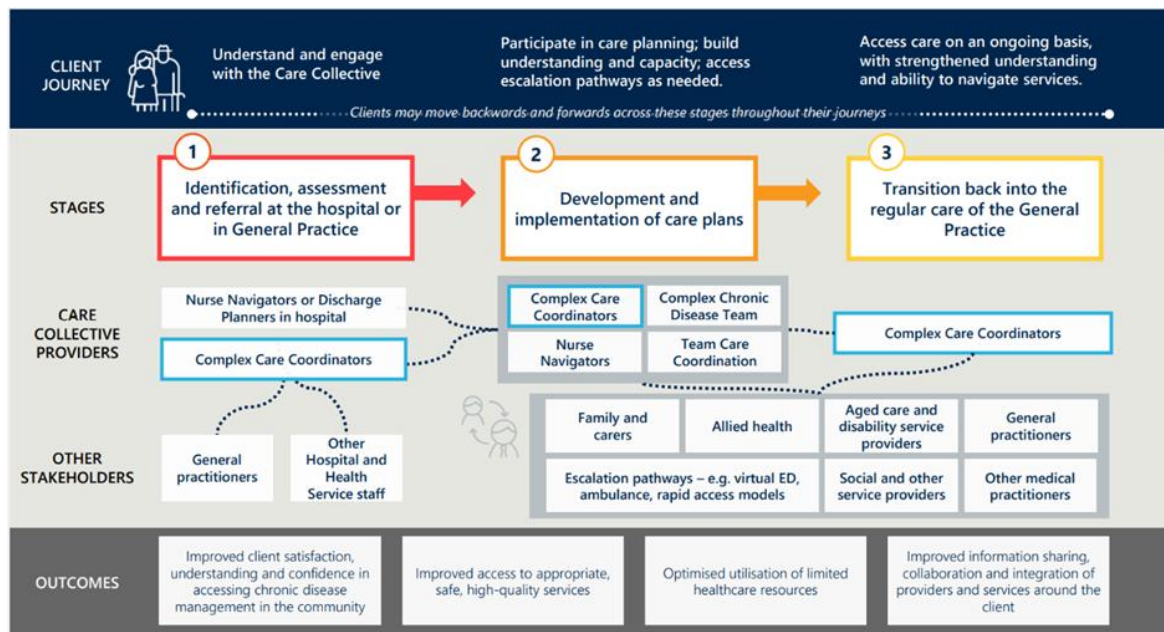 CLIENT
JOURNEY
Understand and engage
with the Care Collective
Participate in care planning; build
understanding and capacity; access
escalation pathways as needed.
Access care on an ongoing basis,
with strengthened understanding
and ability to navigate services.
Clients may move backwards and forwards across these stages throughout their journeys
STAGES
1
Identification, assessment
and referral at the hospital or
in General Practice
2
Development and
implementation of care plans
3
Transition back into the
regular care of the General
Practice
CARE
COLLECTIVE
PROVIDERS
Nurse Navigators or Discharge
Planners in hospital
Complex Care Coordinators
Complex Care
Coordinators
Complex Chronic
Disease Team
Nurse
Navigators
Team Care
Coordination
Complex Care Coordinators
OTHER
STAKEHOLDERS
General
practitioners
Other
Hospital and
Health
Service staff
Family and
carers
Allied health
Aged care and
disability service
providers
General
practitioners
Escalation pathways – e.g. virtual ED,
ambulance, rapid access models
Social and other
service providers
Other medical
practitioners
OUTCOMES
Improved client satisfaction,
understanding and confidence in
accessing chronic disease
management in the community
Improved access to appropriate,
safe, high-quality services
Optimised utilisation of limited
healthcare resources
Improved information sharing,
collaboration and integration of
providers and services around the
client